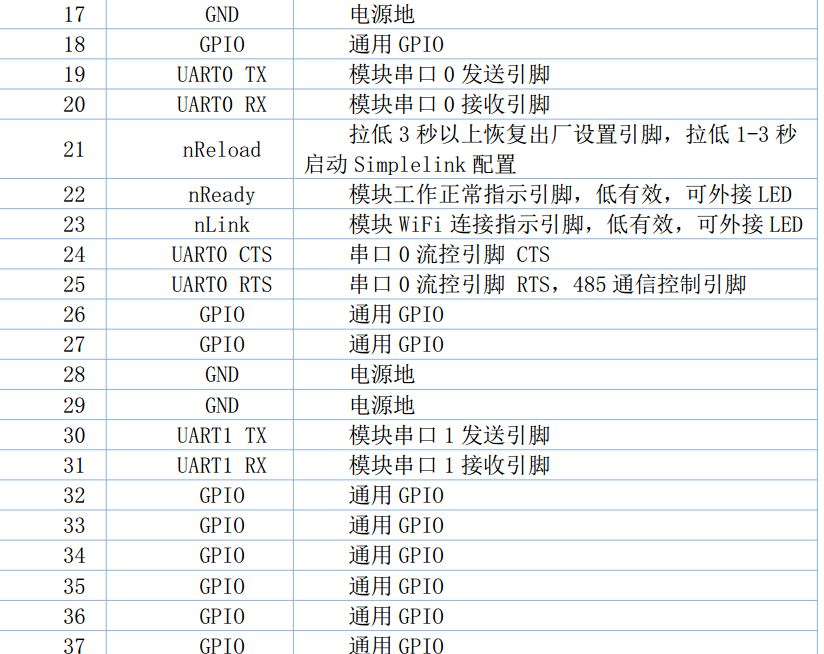 17 GND 电源地
18 GPIO 通用 GPIO
19 UART0 TX 模块串口 0 发送引脚
20 UART0 RX 模块串口 0 接收引脚
21 nReload 拉低 3 秒以上恢复出厂设置引脚，拉低 1-3 秒
启动 Simplelink 配置
22 nReady 模块工作正常指示引脚，低有效，可外接 LED
23 nLink 模块 WiFi 连接指示引脚，低有效，可外接 LED
24 UART0 CTS 串口 0 流控引脚 CTS
25 UART0 RTS 串口 0 流控引脚 RTS，485 通信控制引脚
26 GPIO 通用 GPIO
27 GPIO 通用 GPIO
28 GND 电源地
29 GND 电源地
30 UART1 TX 模块串口 1 发送引脚
31 UART1 RX 模块串口 1 接收引脚
32 GPIO 通用 GPIO
33 GPIO 通用 GPIO
34 GPIO 通用 GPIO
35 GPIO 通用 GPIO
36 GPIO 通用 GPIO
37 GPIO 通用 GPIO